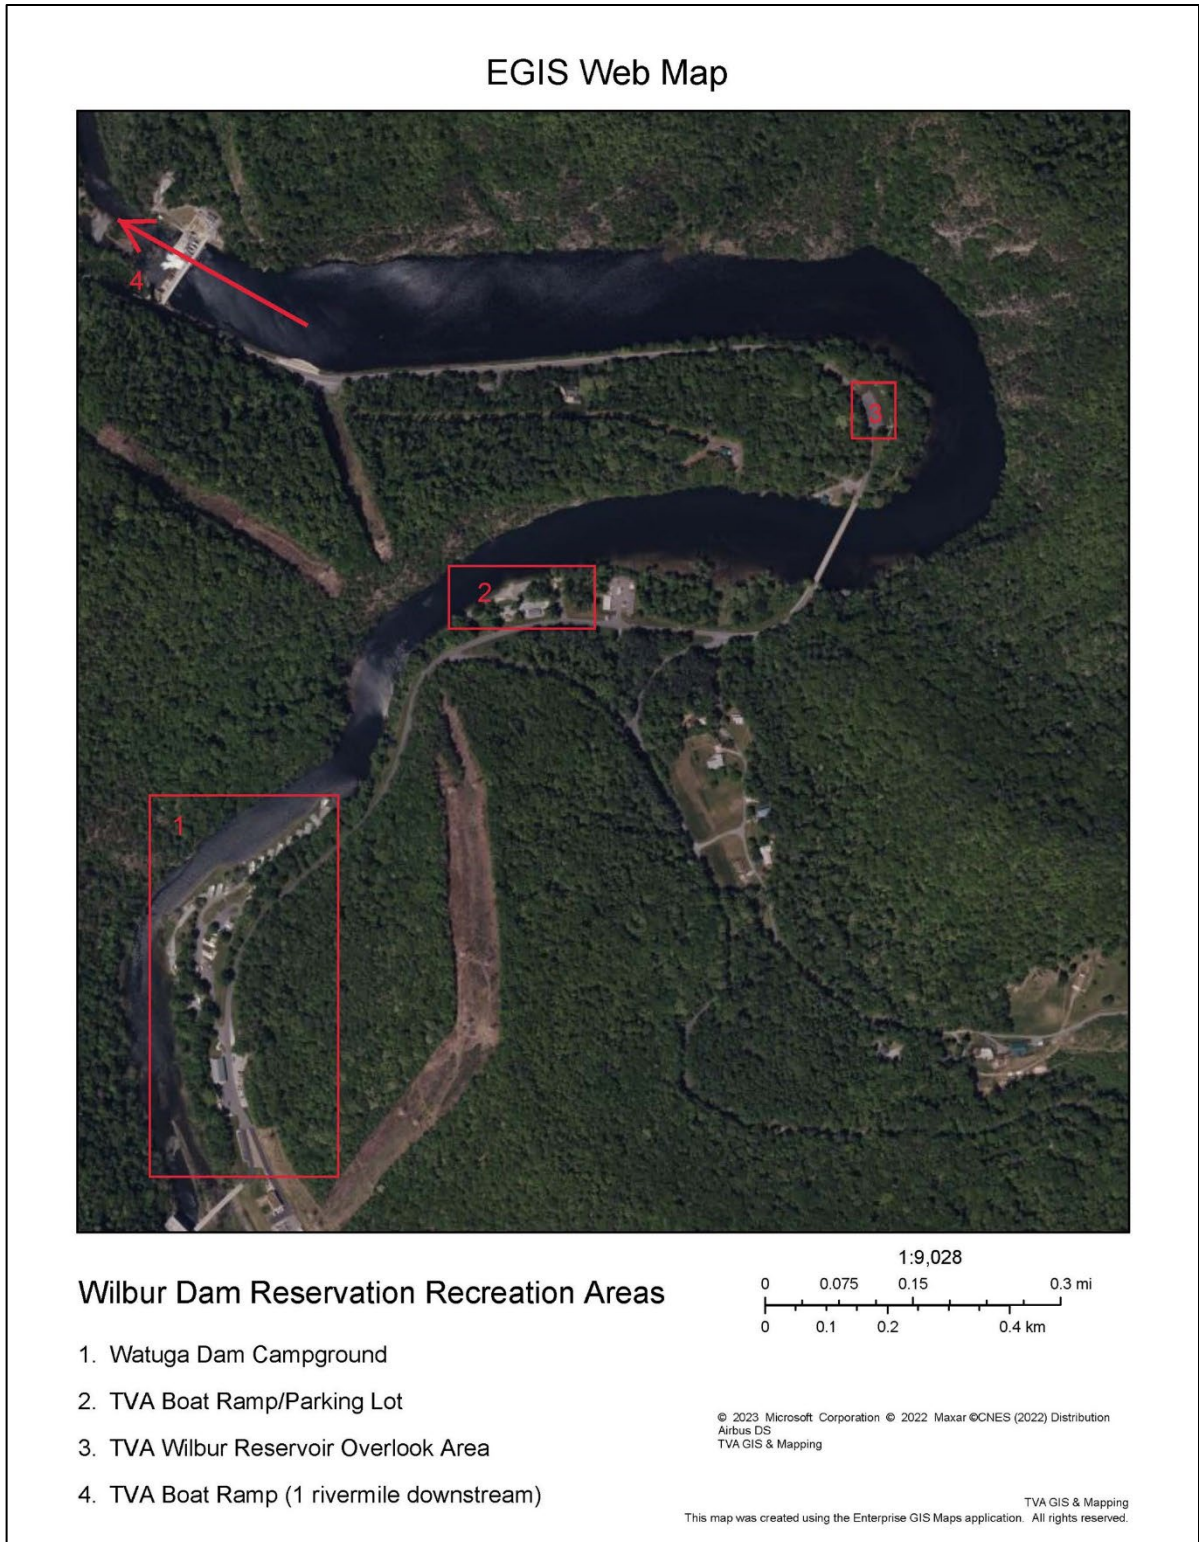 EGIS Web Map
4
3
2
1
Wilbur Dam Reservation Recreation Areas
1. Watuga Dam Campground
2. TVA Boat Ramp/Parking Lot
3. TVA Wilbur Reservoir Overlook Area
4. TVA Boat Ramp (1 rivermile downstream)
1:9,028
0 0.075 0.15 0.3 mi
0 0.1 0.2 0.4 km
© 2023 Microsoft Corporation © 2022 Maxar ©CNES (2022) Distribution
Airbus DS
TVA GIS & Mapping
TVA GIS & Mapping
This map was created using the Enterprise GIS Maps application. All rights reserved.